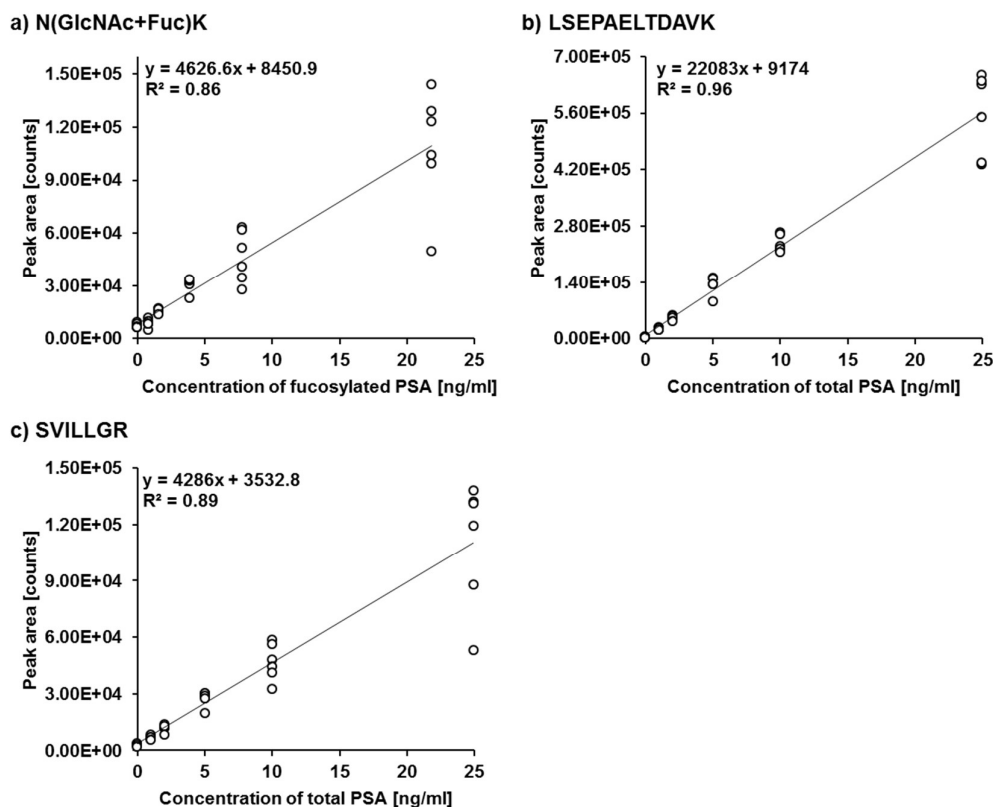 a) N(GlcNAc+Fuc)K
y = 4626.6x + 8450.9
R² = 0.86
1.50E+05
1.20E+05
9.00E+04
6.00E+04
3.00E+04
0.00E+00
Peak area [counts]
0 5 10 15 20 25
Concentration of fucosylated PSA [ng/ml]
b) LSEPAELTDAVK
y = 22083x + 9174
R² = 0.96
7.00E+05
5.60E+05
4.20E+05
2.80E+05
1.40E+05
0.00E+00
Peak area [counts]
0 5 10 15 20 25
Concentration of total PSA [ng/ml]
c) SVILLGR
y = 4286x + 3532.8
R² = 0.89
1.50E+05
1.20E+05
9.00E+04
6.00E+04
3.00E+04
0.00E+00
Peak area [counts]
0 5 10 15 20 25
Concentration of total PSA [ng/ml]